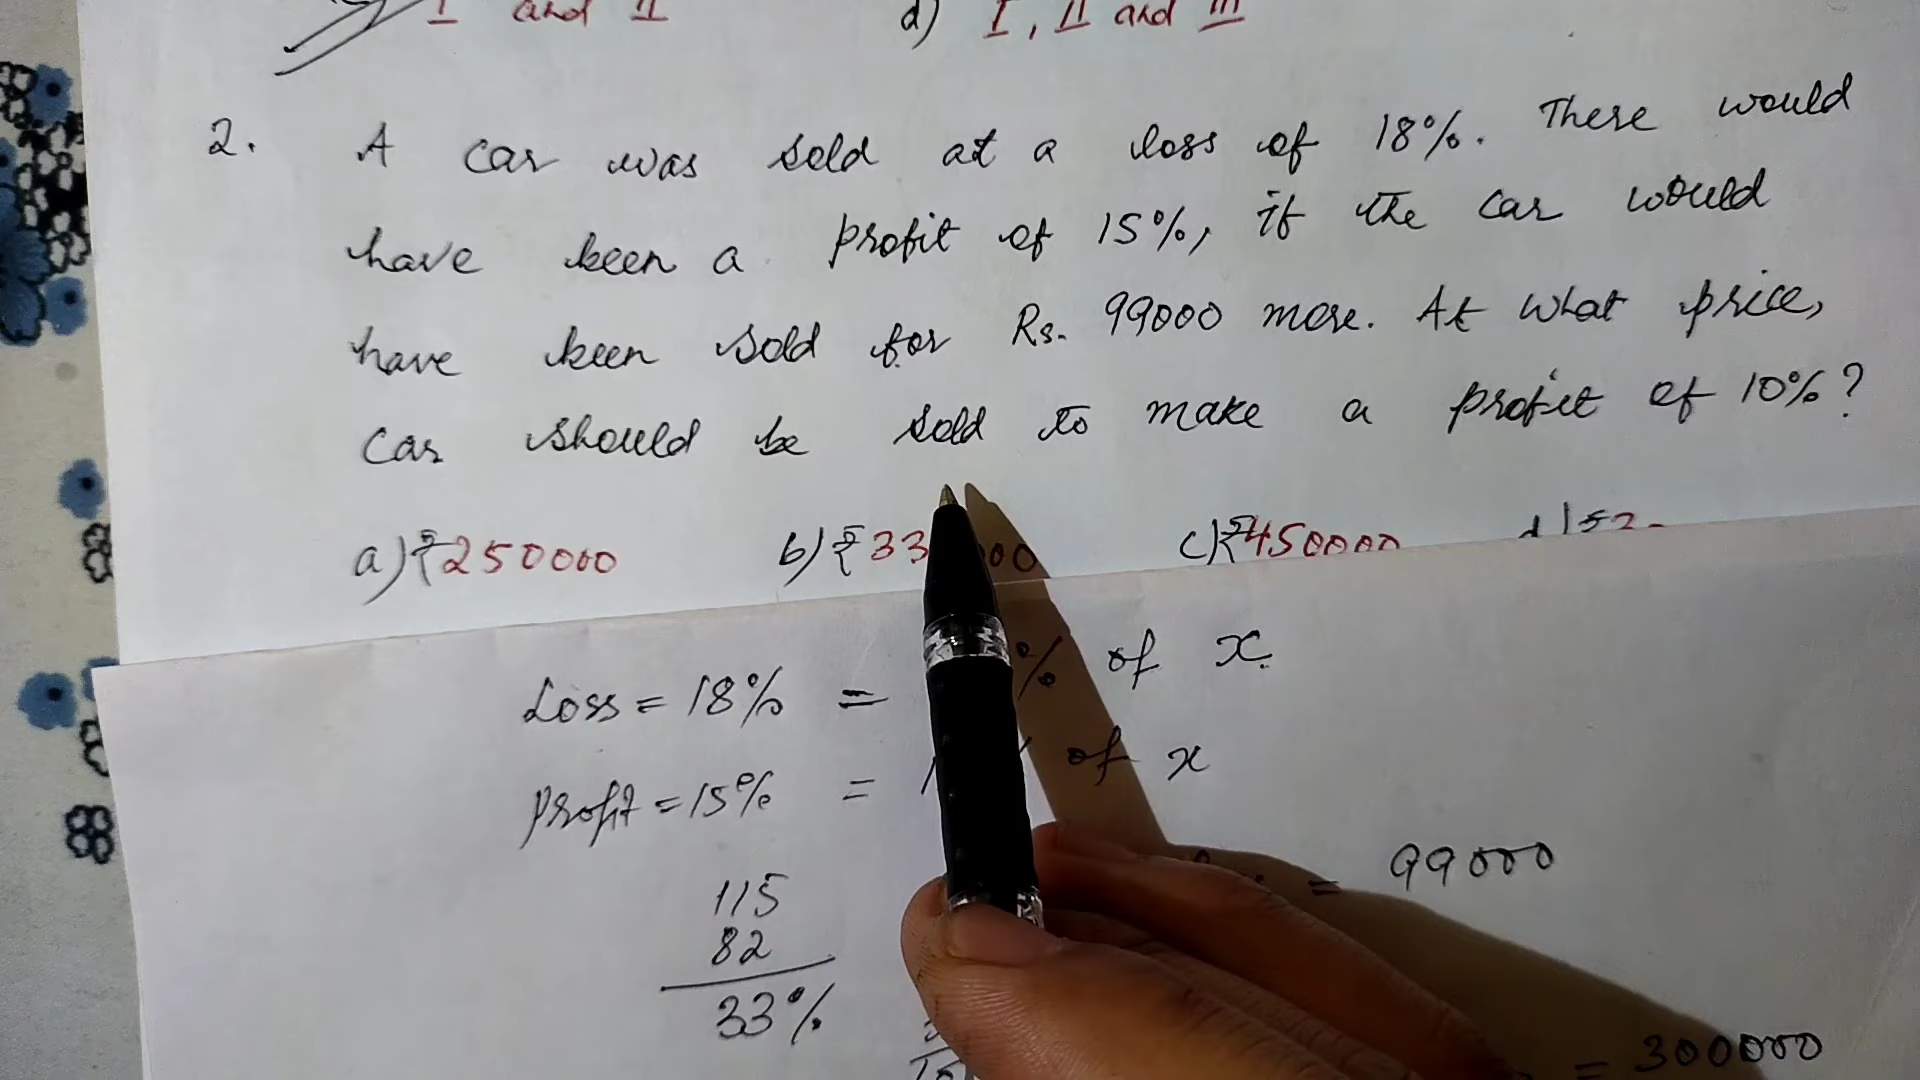 I and II d) I, II and III
2. A car was sold at a loss of 18%. There would
have been a profit of 15%, if the car would
have been sold for Rs. 99000 more. At what price,
car should be sold to make a profit of 10%?
a) ₹250000 b) ₹33 00 c) ₹450000
Loss = 18% = % of x.
Profit = 15% = of x
115
82
33%
= 99000
= 300000